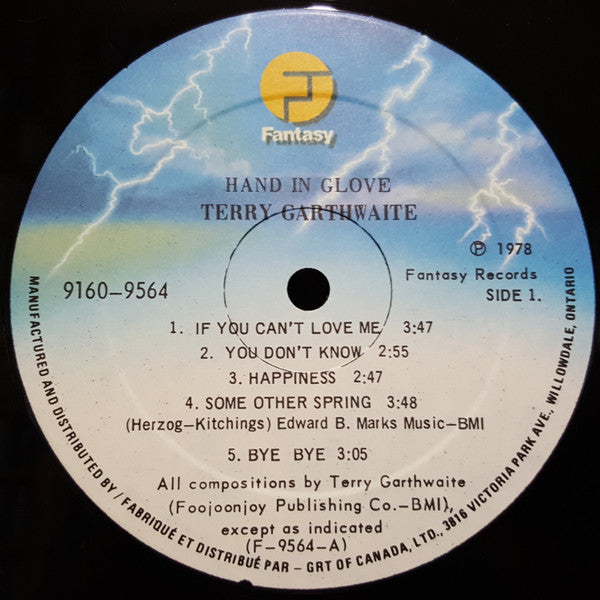 Fantasy
HAND IN GLOVE
TERRY GARTHWAITE
℗ 1978
9160-9564
Fantasy Records
SIDE 1.
1. IF YOU CAN'T LOVE ME 3:47
2. YOU DON'T KNOW 2:55
3. HAPPINESS 2:47
4. SOME OTHER SPRING 3:48
(Herzog-Kitchings) Edward B. Marks Music-BMI
5. BYE BYE 3:05
All compositions by Terry Garthwaite
(Foojoonjoy Publishing Co.-BMI),
except as indicated
(F-9564-A)
MANUFACTURED AND DISTRIBUTED BY / FABRIQUÉ ET DISTRIBUÉ PAR - GRT OF CANADA, LTD., 3816 VICTORIA PARK AVE., WILLOWDALE, ONTARIO